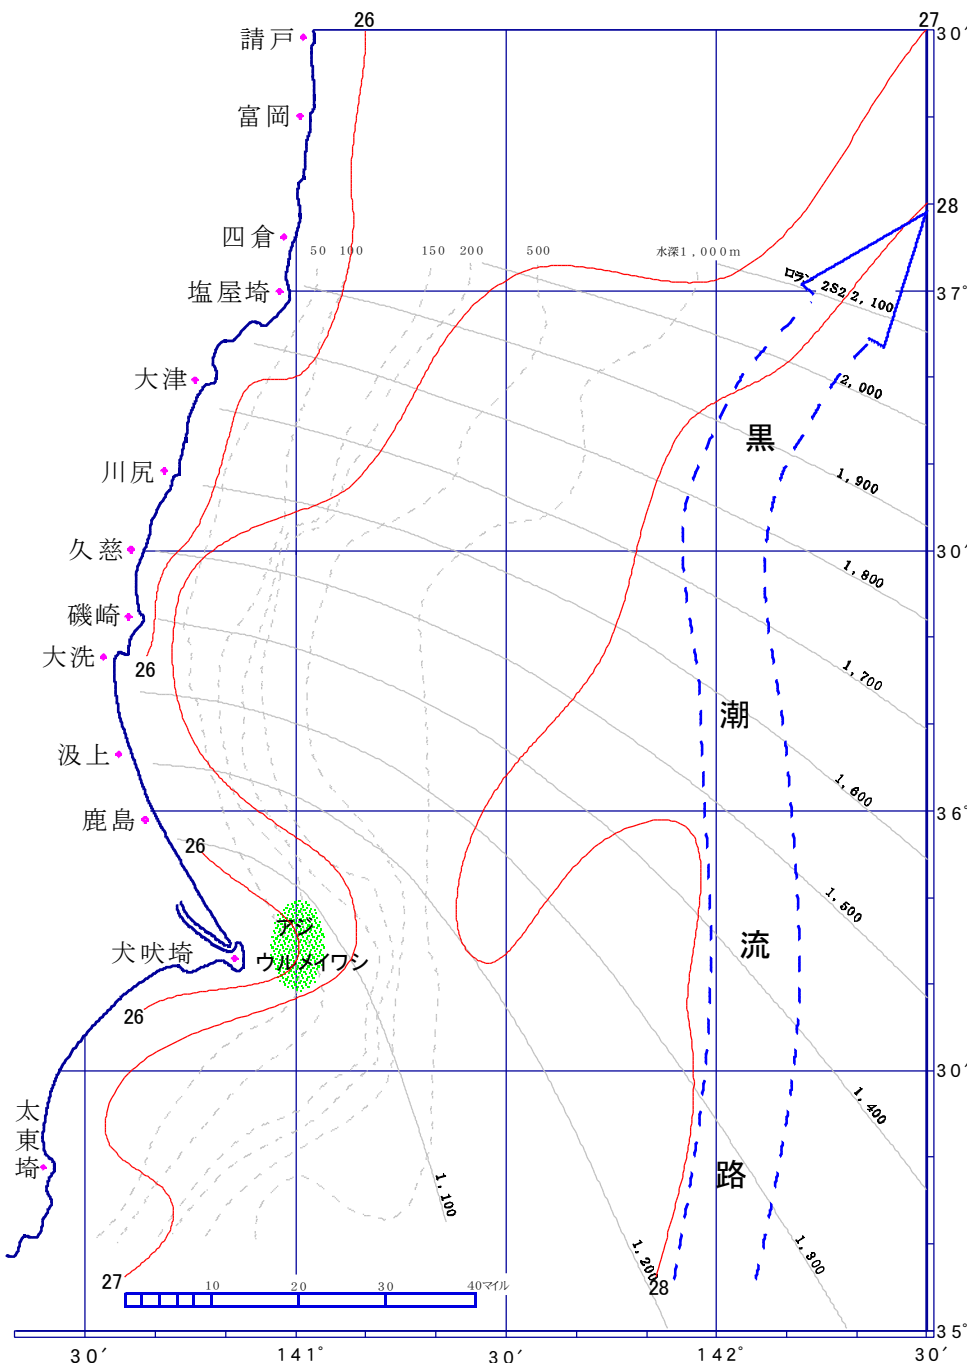 26
27
請戸
30′
富岡
28
四倉
50
100
150
200
500
水深1,000m
塩屋埼
ロラン 2S2 2,100
37°
大津
2,000
黒
川尻
1,900
久慈
30′
1,800
磯崎
大洗
26
1,700
潮
汲上
1,600
鹿島
36°
26
1,500
アジ
流
犬吠埼
ウルメイワシ
26
30′
太東埼
1,400
路
1,100
1,200
1,300
27
28
10
20
30
40マイル
35°
30′
141°
30′
142°
30′